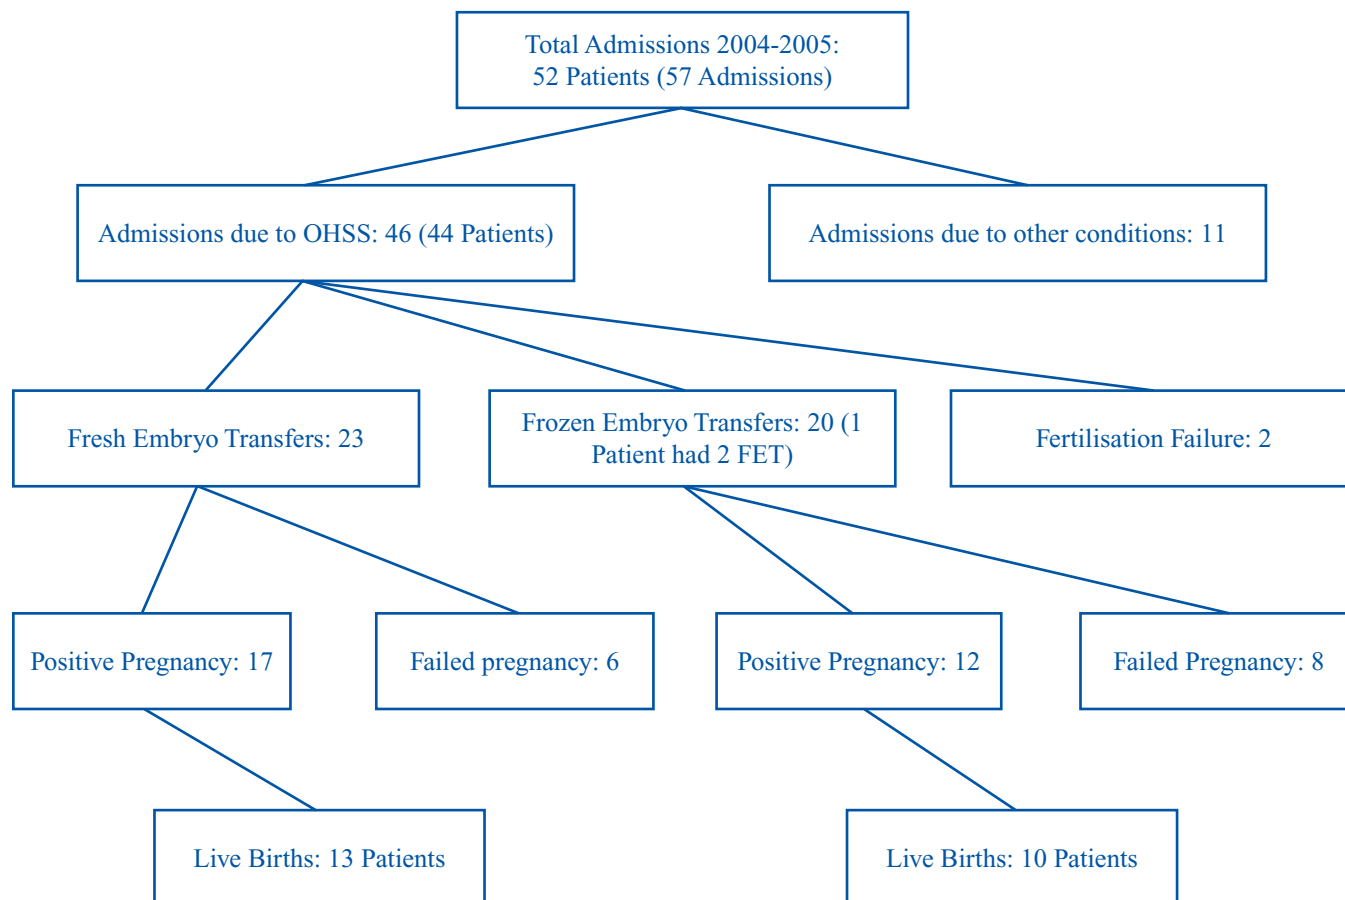 Total Admissions 2004-2005:
52 Patients (57 Admissions)
Admissions due to OHSS: 46 (44 Patients)
Admissions due to other conditions: 11
Fresh Embryo Transfers: 23
Frozen Embryo Transfers: 20 (1
Patient had 2 FET)
Fertilisation Failure: 2
Positive Pregnancy: 17
Failed pregnancy: 6
Positive Pregnancy: 12
Failed Pregnancy: 8
Live Births: 13 Patients
Live Births: 10 Patients